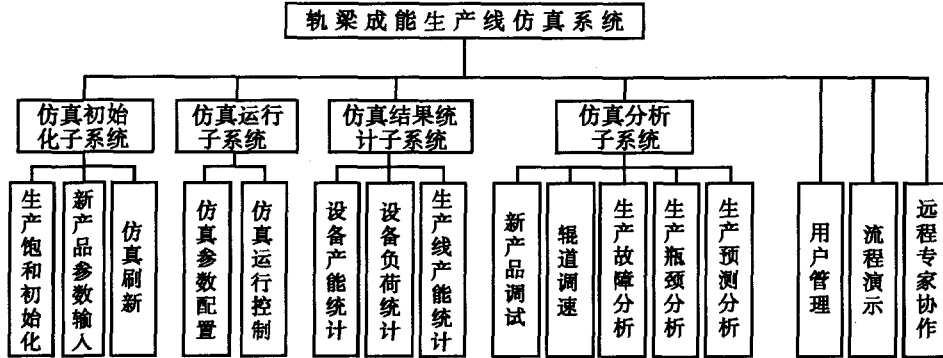 轨梁成能生产线仿真系统
仿真初始
化子系统
仿真运行
子系统
仿真结果统
计子系统
仿真分析
子系统
生产饱和初始化
新产品参数输入
仿真刷新
仿真参数配置
仿真运行控制
设备产能统计
设备负荷统计
生产线产能统计
新产品调试
辊道调速
生产故障分析
生产瓶颈分析
生产预测分析
用户管理
流程演示
远程专家协作